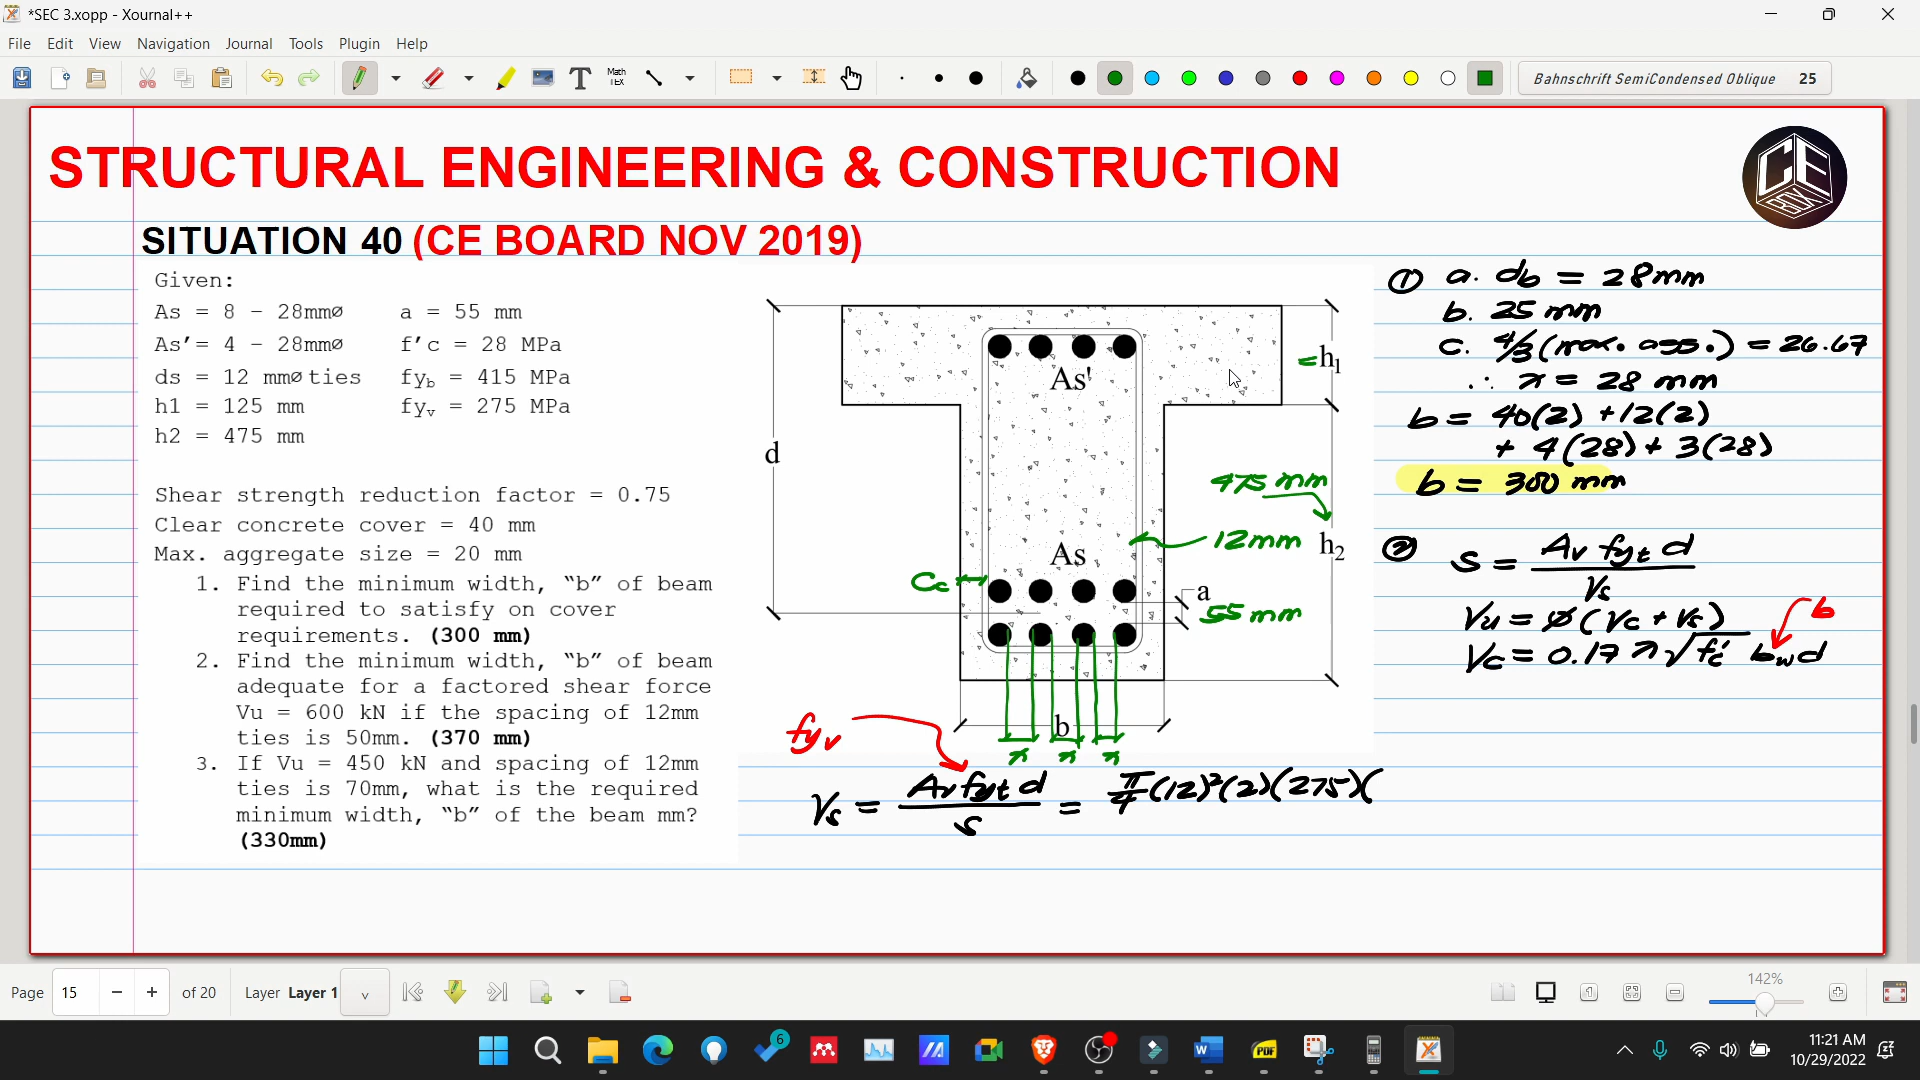 *SEC 3.xopp - Xournal++
File Edit View Navigation Journal Tools Plugin Help
Math
TEX
Bahnschrift SemiCondensed Oblique 25
STRUCTURAL ENGINEERING & CONSTRUCTION
CE
BOY
SITUATION 40 (CE BOARD NOV 2019)
Given:
As = 8 - 28mmø a = 55 mm
As'= 4 - 28mmø f'c = 28 MPa
ds = 12 mmø ties fyb = 415 MPa
h1 = 125 mm fyv = 275 MPa
h2 = 475 mm
Shear strength reduction factor = 0.75
Clear concrete cover = 40 mm
Max. aggregate size = 20 mm
1. Find the minimum width, “b” of beam
required to satisfy on cover
requirements. (300 mm)
2. Find the minimum width, “b” of beam
adequate for a factored shear force
Vu = 600 kN if the spacing of 12mm
ties is 50mm. (370 mm)
3. If Vu = 450 kN and spacing of 12mm
ties is 70mm, what is the required
minimum width, “b” of the beam mm?
(330mm)
As'
= h1
d
475 mm
12mm h2
As
Cc
a
55 mm
b
x x x
fyv
Vs = Av fyt d / s = π/4 (12)²(2)(275)(
① a. db = 28mm
b. 25 mm
c. 4/3 (max. agg.) = 26.67
∴ x = 28 mm
b = 40(2) + 12(2)
+ 4(28) + 3(28)
b = 300 mm
② s = Av fyt d / Vs
Vu = ø (Vc + Vs)
b
Vc = 0.17 λ √f'c bw d
Page 15 of 20 Layer Layer 1
142%
6
PDF
11:21 AM
10/29/2022